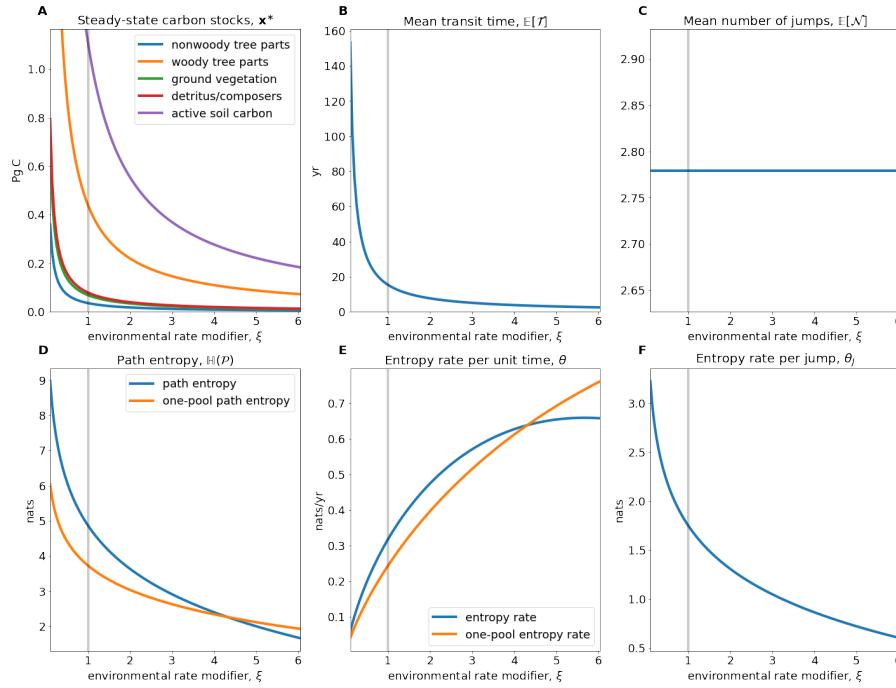 A
Steady-state carbon stocks, x*
nonwoody tree parts
woody tree parts
ground vegetation
detritus/composers
active soil carbon
Pg C
1.0
0.8
0.6
0.4
0.2
0.0
1 2 3 4 5 6
environmental rate modifier, ξ
B
Mean transit time, 𝔼[𝒯]
yr
160
140
120
100
80
60
40
20
0
1 2 3 4 5 6
environmental rate modifier, ξ
C
Mean number of jumps, 𝔼[𝒩]
2.90
2.85
2.80
2.75
2.70
2.65
1 2 3 4 5 6
environmental rate modifier, ξ
D
Path entropy, ℍ(𝒫)
path entropy
one-pool path entropy
nats
9
8
7
6
5
4
3
2
1 2 3 4 5 6
environmental rate modifier, ξ
E
Entropy rate per unit time, θ
entropy rate
one-pool entropy rate
nats/yr
0.7
0.6
0.5
0.4
0.3
0.2
0.1
1 2 3 4 5 6
environmental rate modifier, ξ
F
Entropy rate per jump, θJ
nats
3.0
2.5
2.0
1.5
1.0
0.5
1 2 3 4 5 6
environmental rate modifier, ξ